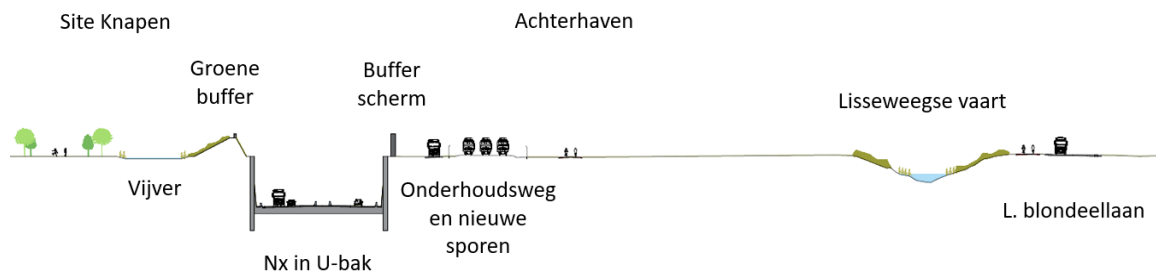 Site Knapen
Achterhaven
Groene
buffer
Buffer
scherm
Lisseweegse vaart
Vijver
Onderhoudsweg
en nieuwe
sporen
L. blondeellaan
Nx in U-bak